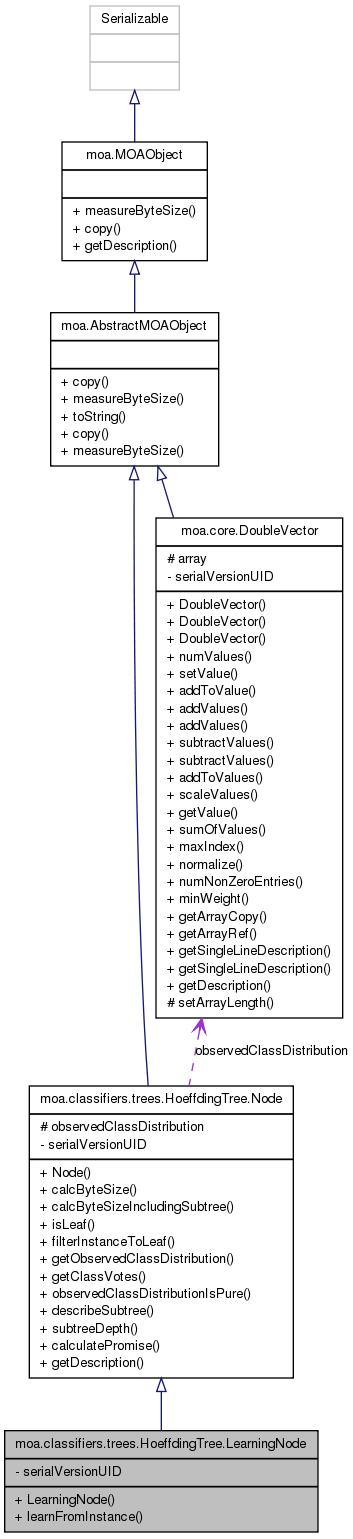 Serializable
moa.MOAObject
+ measureByteSize()
+ copy()
+ getDescription()
moa.AbstractMOAObject
+ copy()
+ measureByteSize()
+ toString()
+ copy()
+ measureByteSize()
moa.core.DoubleVector
# array
- serialVersionUID
+ DoubleVector()
+ DoubleVector()
+ DoubleVector()
+ numValues()
+ setValue()
+ addToValue()
+ addValues()
+ addValues()
+ subtractValues()
+ subtractValues()
+ addToValues()
+ scaleValues()
+ getValue()
+ sumOfValues()
+ maxIndex()
+ normalize()
+ numNonZeroEntries()
+ minWeight()
+ getArrayCopy()
+ getArrayRef()
+ getSingleLineDescription()
+ getSingleLineDescription()
+ getDescription()
# setArrayLength()
observedClassDistribution
moa.classifiers.trees.HoeffdingTree.Node
# observedClassDistribution
- serialVersionUID
+ Node()
+ calcByteSize()
+ calcByteSizeIncludingSubtree()
+ isLeaf()
+ filterInstanceToLeaf()
+ getObservedClassDistribution()
+ getClassVotes()
+ observedClassDistributionIsPure()
+ describeSubtree()
+ subtreeDepth()
+ calculatePromise()
+ getDescription()
moa.classifiers.trees.HoeffdingTree.LearningNode
- serialVersionUID
+ LearningNode()
+ learnFromInstance()